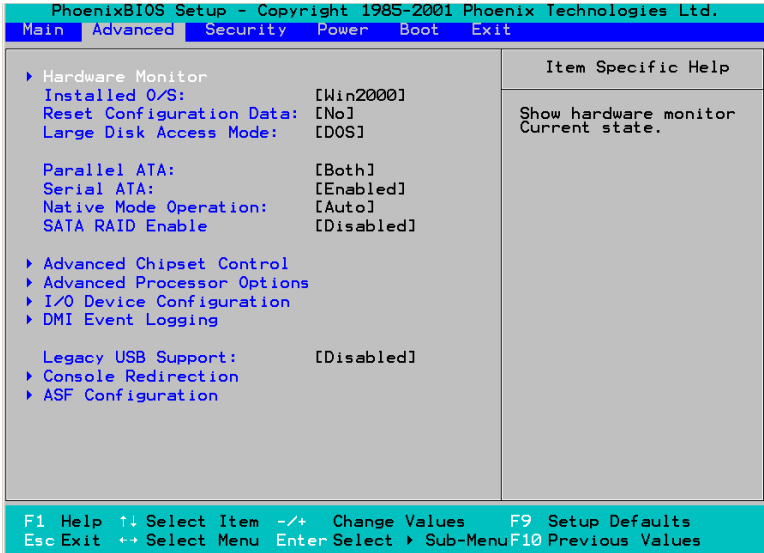 PhoenixBIOS Setup - Copyright 1985-2001 Phoenix Technologies Ltd.
Main Advanced Security Power Boot Exit
Hardware Monitor
Installed O/S: [Win2000]
Reset Configuration Data: [No]
Large Disk Access Mode: [DOS]
Parallel ATA: [Both]
Serial ATA: [Enabled]
Native Mode Operation: [Auto]
SATA RAID Enable [Disabled]
Advanced Chipset Control
Advanced Processor Options
I/O Device Configuration
DMI Event Logging
Legacy USB Support: [Disabled]
Console Redirection
ASF Configuration
Item Specific Help
Show hardware monitor
Current state.
F1 Help ↑↓ Select Item -/+ Change Values F9 Setup Defaults
Esc Exit ↔ Select Menu Enter Select ▸ Sub-Menu F10 Previous Values